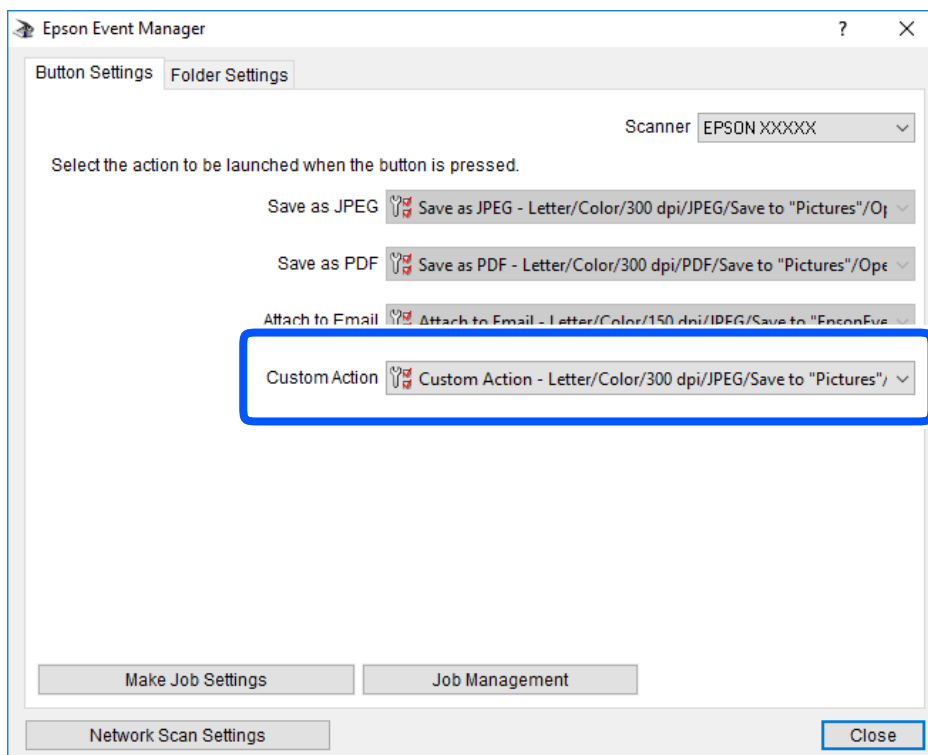 Epson Event Manager
Button Settings Folder Settings
Scanner EPSON XXXXX
Select the action to be launched when the button is pressed.
Save as JPEG Save as JPEG - Letter/Color/300 dpi/JPEG/Save to "Pictures"/Op
Save as PDF Save as PDF - Letter/Color/300 dpi/PDF/Save to "Pictures"/Ope
Attach to Email Attach to Email - Letter/Color/150 dpi/JPEG/Save to "EpsonEve
Custom Action Custom Action - Letter/Color/300 dpi/JPEG/Save to "Pictures"/
Make Job Settings Job Management
Network Scan Settings Close